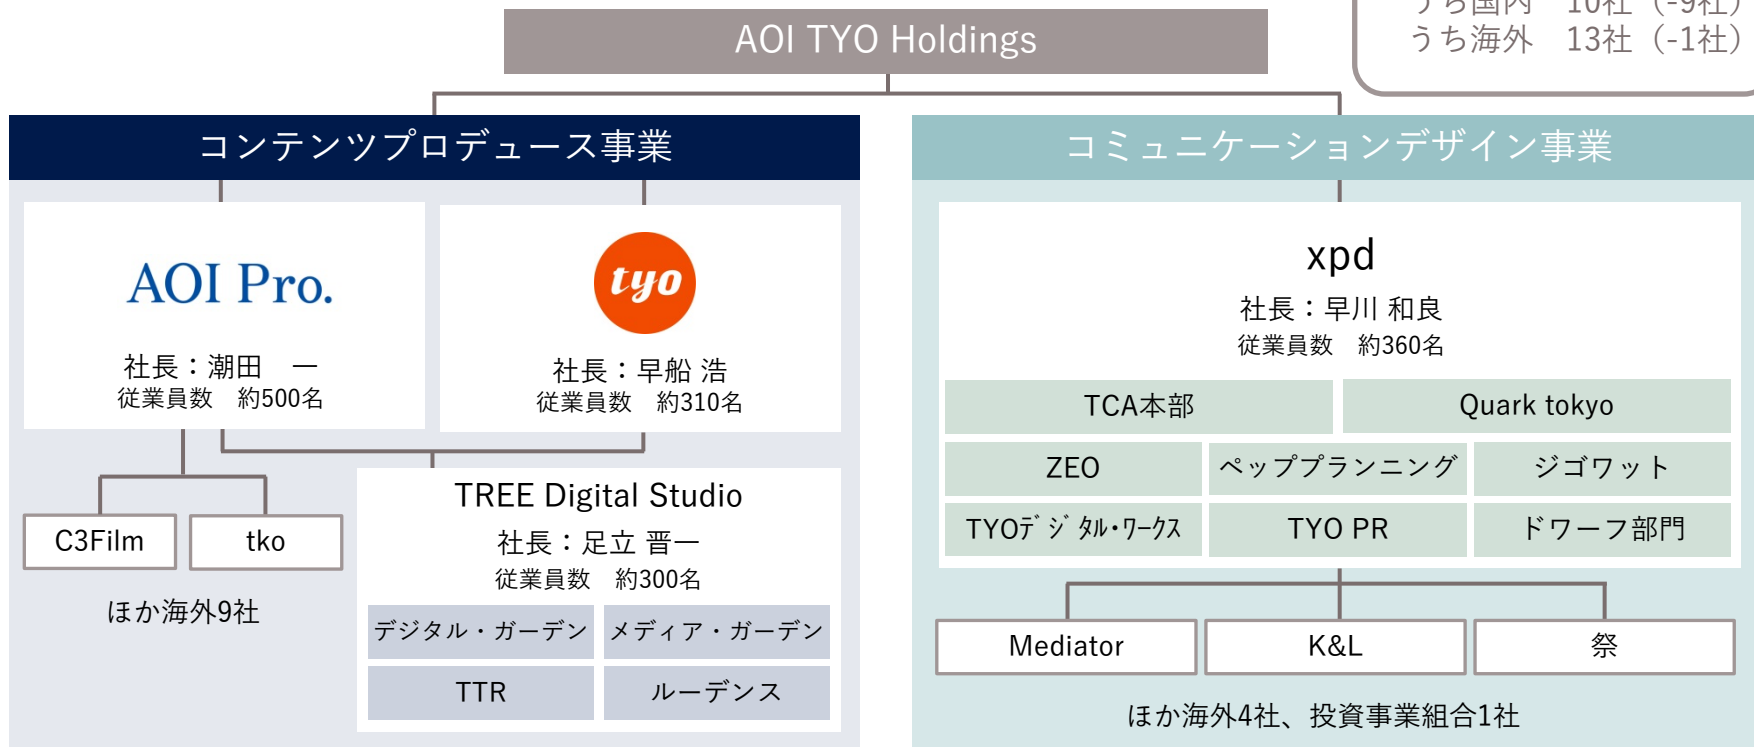 AOI TYO Holdings
うち国内　10社（-9社）
うち海外　13社（-1社）
コンテンツプロデュース事業
AOI Pro.
社長：潮田　一
従業員数　約500名
tyo
社長：早船 浩
従業員数　約310名
C3Film
tko
ほか海外9社
TREE Digital Studio
社長：足立 晋一
従業員数　約300名
デジタル・ガーデン
メディア・ガーデン
TTR
ルーデンス
コミュニケーションデザイン事業
xpd
社長：早川 和良
従業員数　約360名
TCA本部
Quark tokyo
ZEO
ペッププランニング
ジゴワット
TYOﾃﾞｼﾞﾀﾙ･ﾜｰｸｽ
TYO PR
ドワーフ部門
Mediator
K&L
祭
ほか海外4社、投資事業組合1社